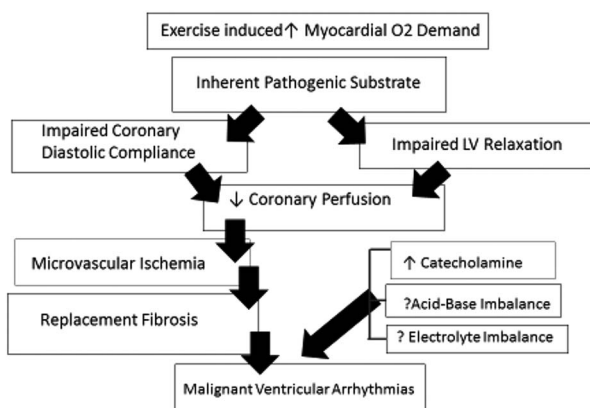 Exercise induced↑ Myocardial O2 Demand
Inherent Pathogenic Substrate
Impaired Coronary
Diastolic Compliance
Impaired LV Relaxation
↓ Coronary Perfusion
Microvascular Ischemia
↑ Catecholamine
?Acid-Base Imbalance
Replacement Fibrosis
? Electrolyte Imbalance
Malignant Ventricular Arrhythmias